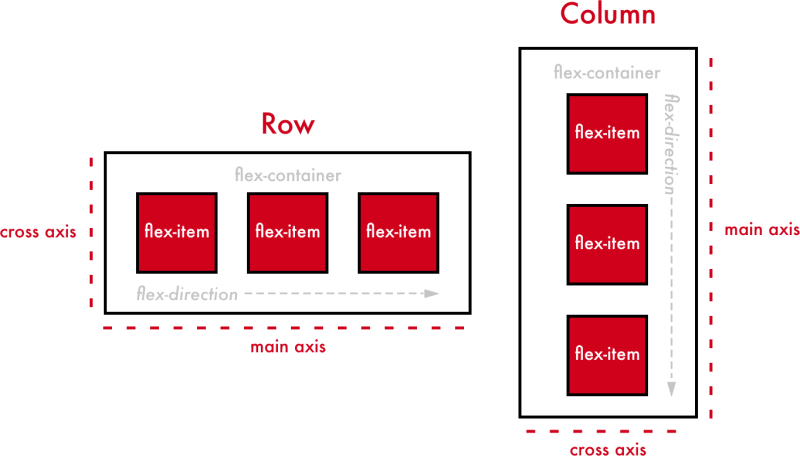 Row
flex-container
flex-item flex-item flex-item
flex-direction
cross axis
main axis
Column
flex-container
flex-direction
flex-item
flex-item
flex-item
main axis
cross axis